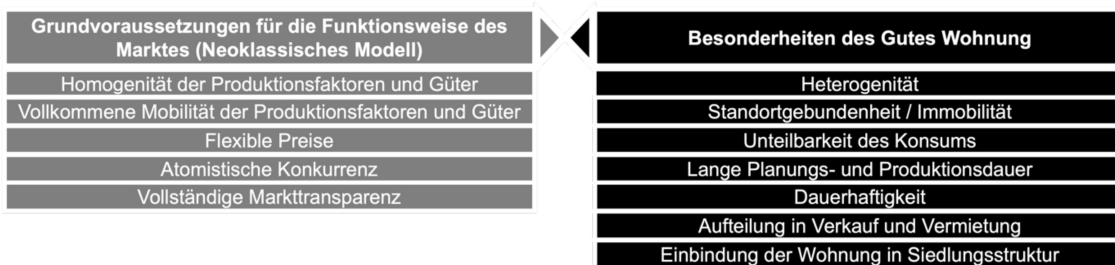 Grundvoraussetzungen für die Funktionsweise des
Marktes (Neoklassisches Modell)
Homogenität der Produktionsfaktoren und Güter
Vollkommene Mobilität der Produktionsfaktoren und Güter
Flexible Preise
Atomistische Konkurrenz
Vollständige Markttransparenz
Besonderheiten des Gutes Wohnung
Heterogenität
Standortgebundenheit / Immobilität
Unteilbarkeit des Konsums
Lange Planungs- und Produktionsdauer
Dauerhaftigkeit
Aufteilung in Verkauf und Vermietung
Einbindung der Wohnung in Siedlungsstruktur